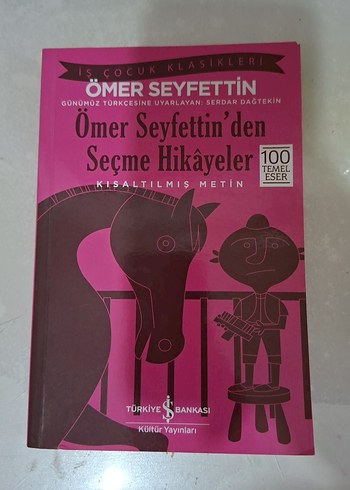 İŞ ÇOCUK KLASİKLERİ
ÖMER SEYFETTİN
GÜNÜMÜZ TÜRKÇESİNE UYARLAYAN: SERDAR DAĞTEKİN
Ömer Seyfettin'den
Seçme Hikâyeler
KISALTILMIŞ METİN
100
TEMEL
ESER
TÜRKİYE İŞ BANKASI
Kültür Yayınları